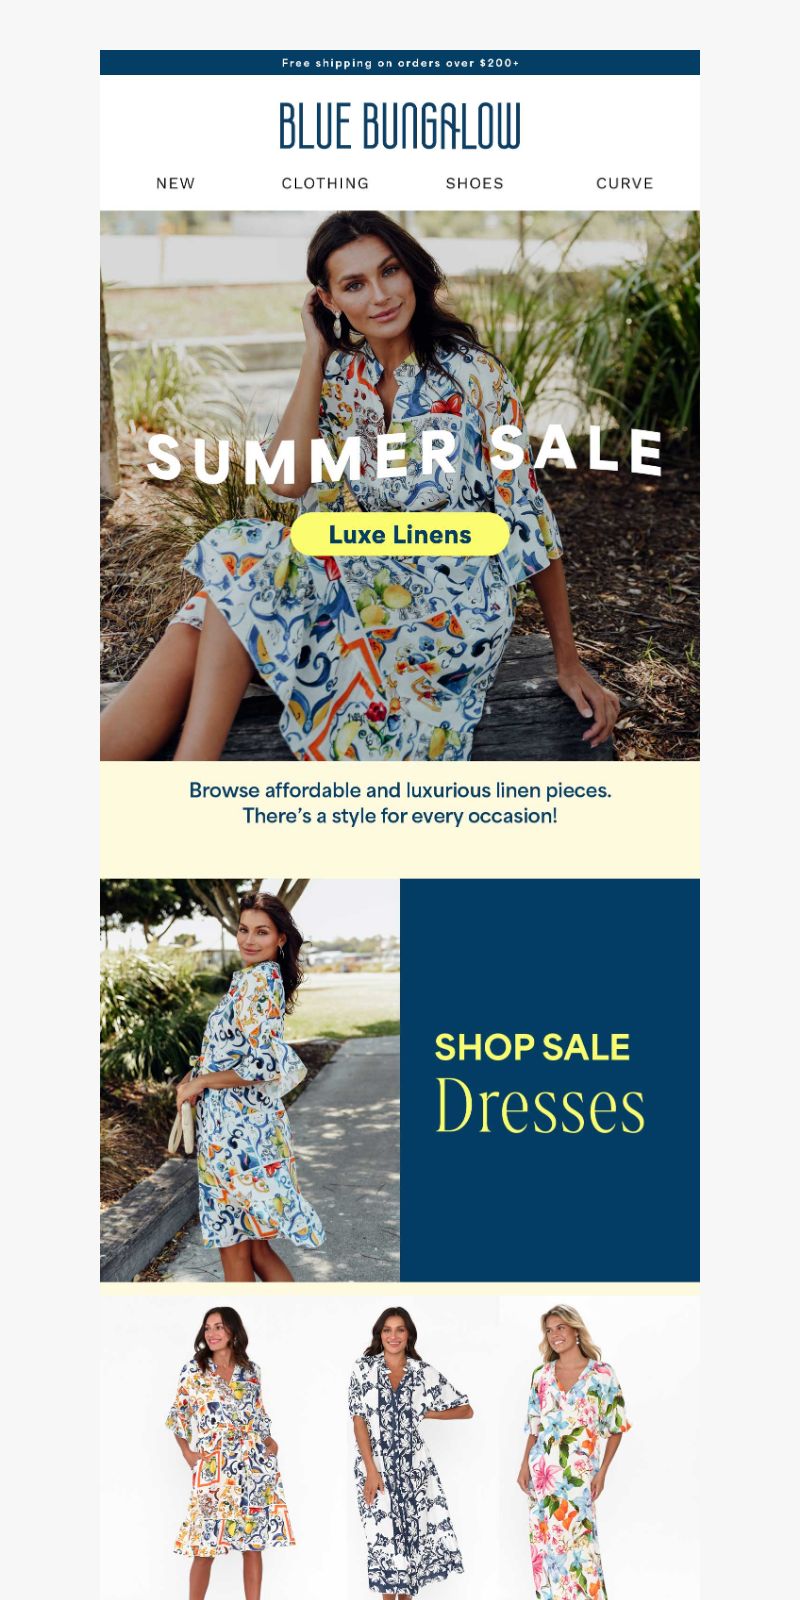 Free shipping on orders over $200+
BLUE BUNGALOW
NEW CLOTHING SHOES CURVE
SUMMER SALE
Luxe Linens
Browse affordable and luxurious linen pieces.
There's a style for every occasion!
SHOP SALE
Dresses